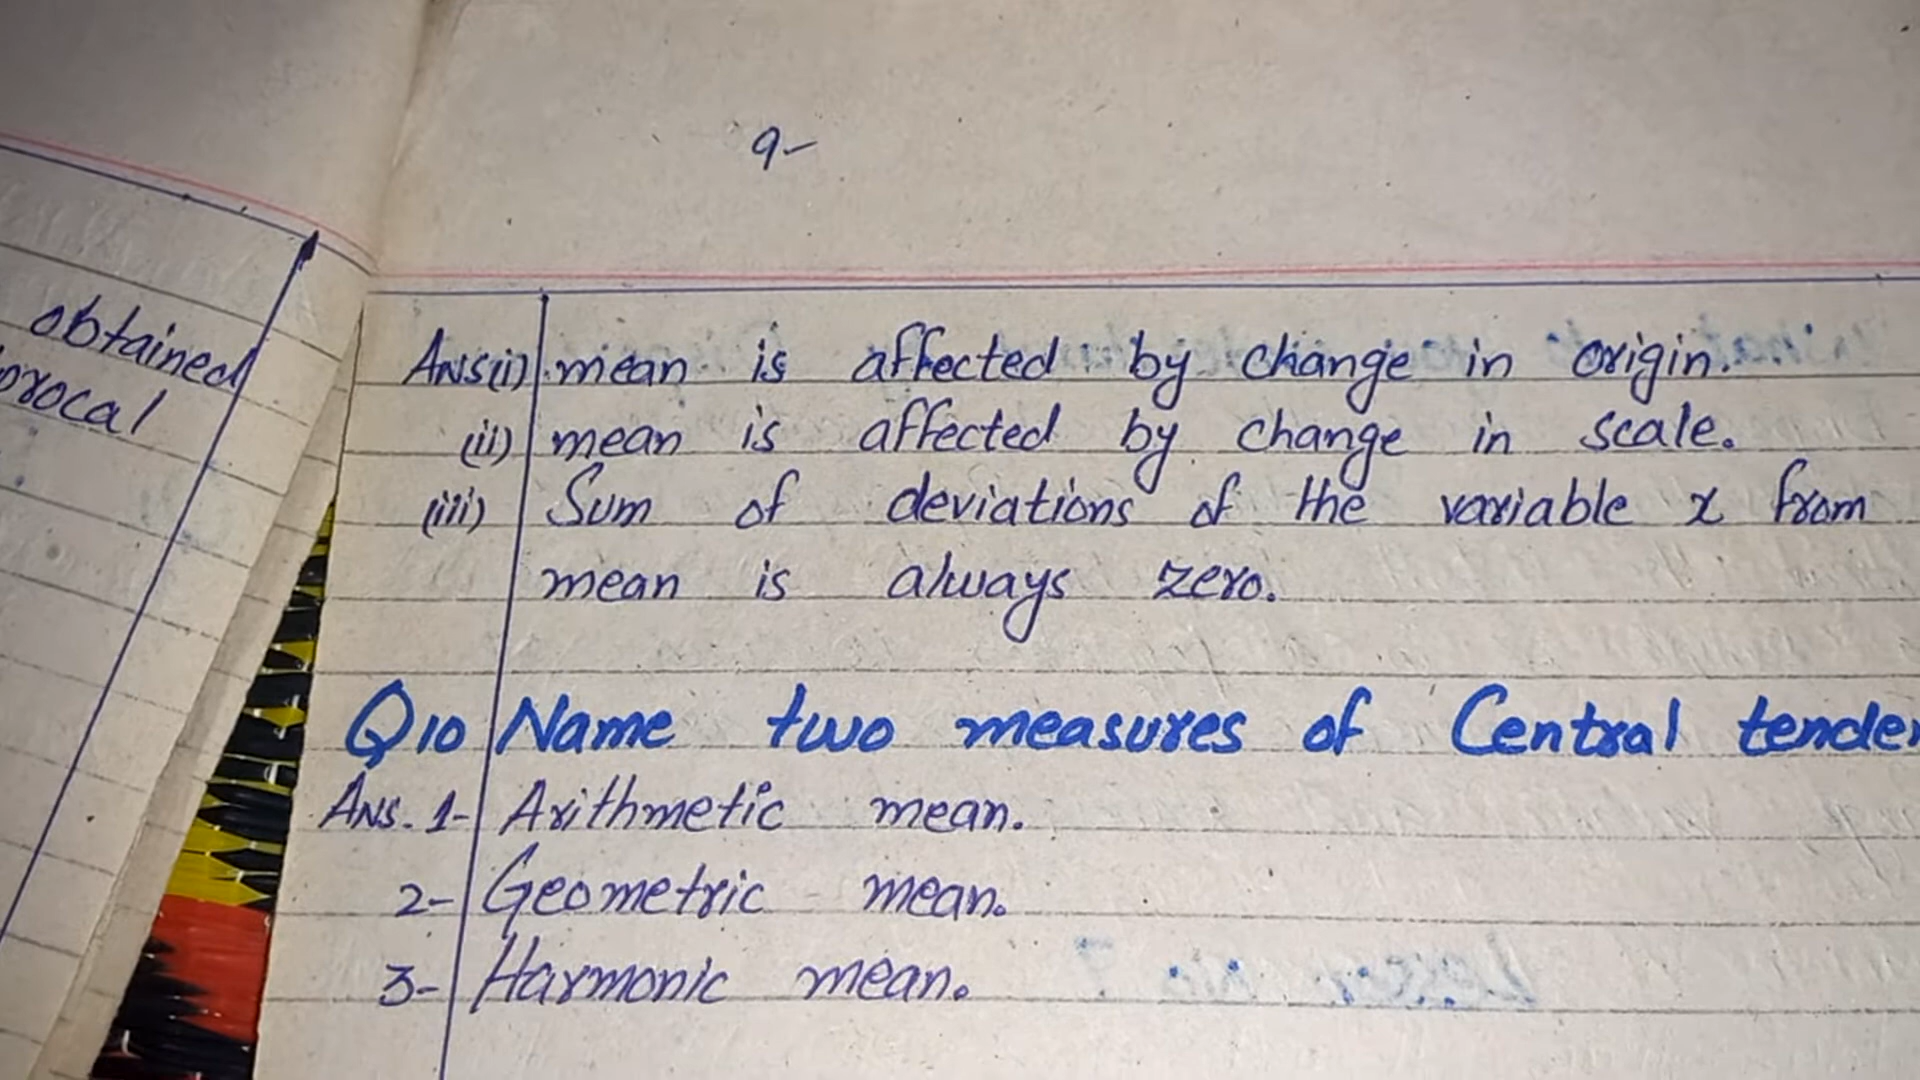 9-
obtained
Ans(i) mean is affected by change in origin.
(ii) mean is affected by change in scale.
(iii) Sum of deviations of the variable x from
mean is always zero.
Q10 Name two measures of Central
Ans. 1- Arithmetic mean.
2- Geometric mean.
3- Harmonic mean.